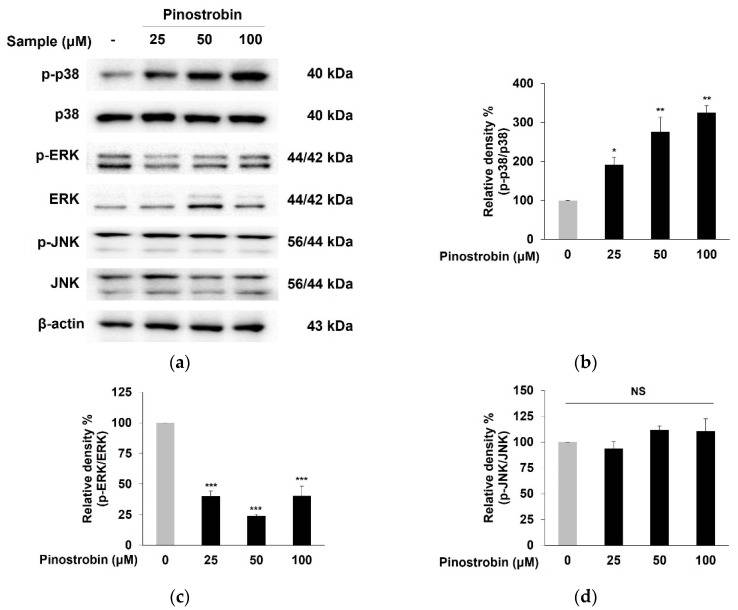 Pinostrobin
Sample (µM) - 25 50 100
p-p38 40 kDa
p38 40 kDa
p-ERK 44/42 kDa
ERK 44/42 kDa
p-JNK 56/44 kDa
JNK 56/44 kDa
β-actin 43 kDa
(a)
Relative density %
(p-p38/p38)
400
300
200
100
0
* ** **
0 25 50 100
Pinostrobin (µM)
(b)
Relative density %
(p-ERK/ERK)
125
100
75
50
25
0
*** *** ***
Pinostrobin (µM) 0 25 50 100
(c)
Relative density %
(p-JNK/JNK)
150
125
100
75
50
25
0
NS
Pinostrobin (µM) 0 25 50 100
(d)